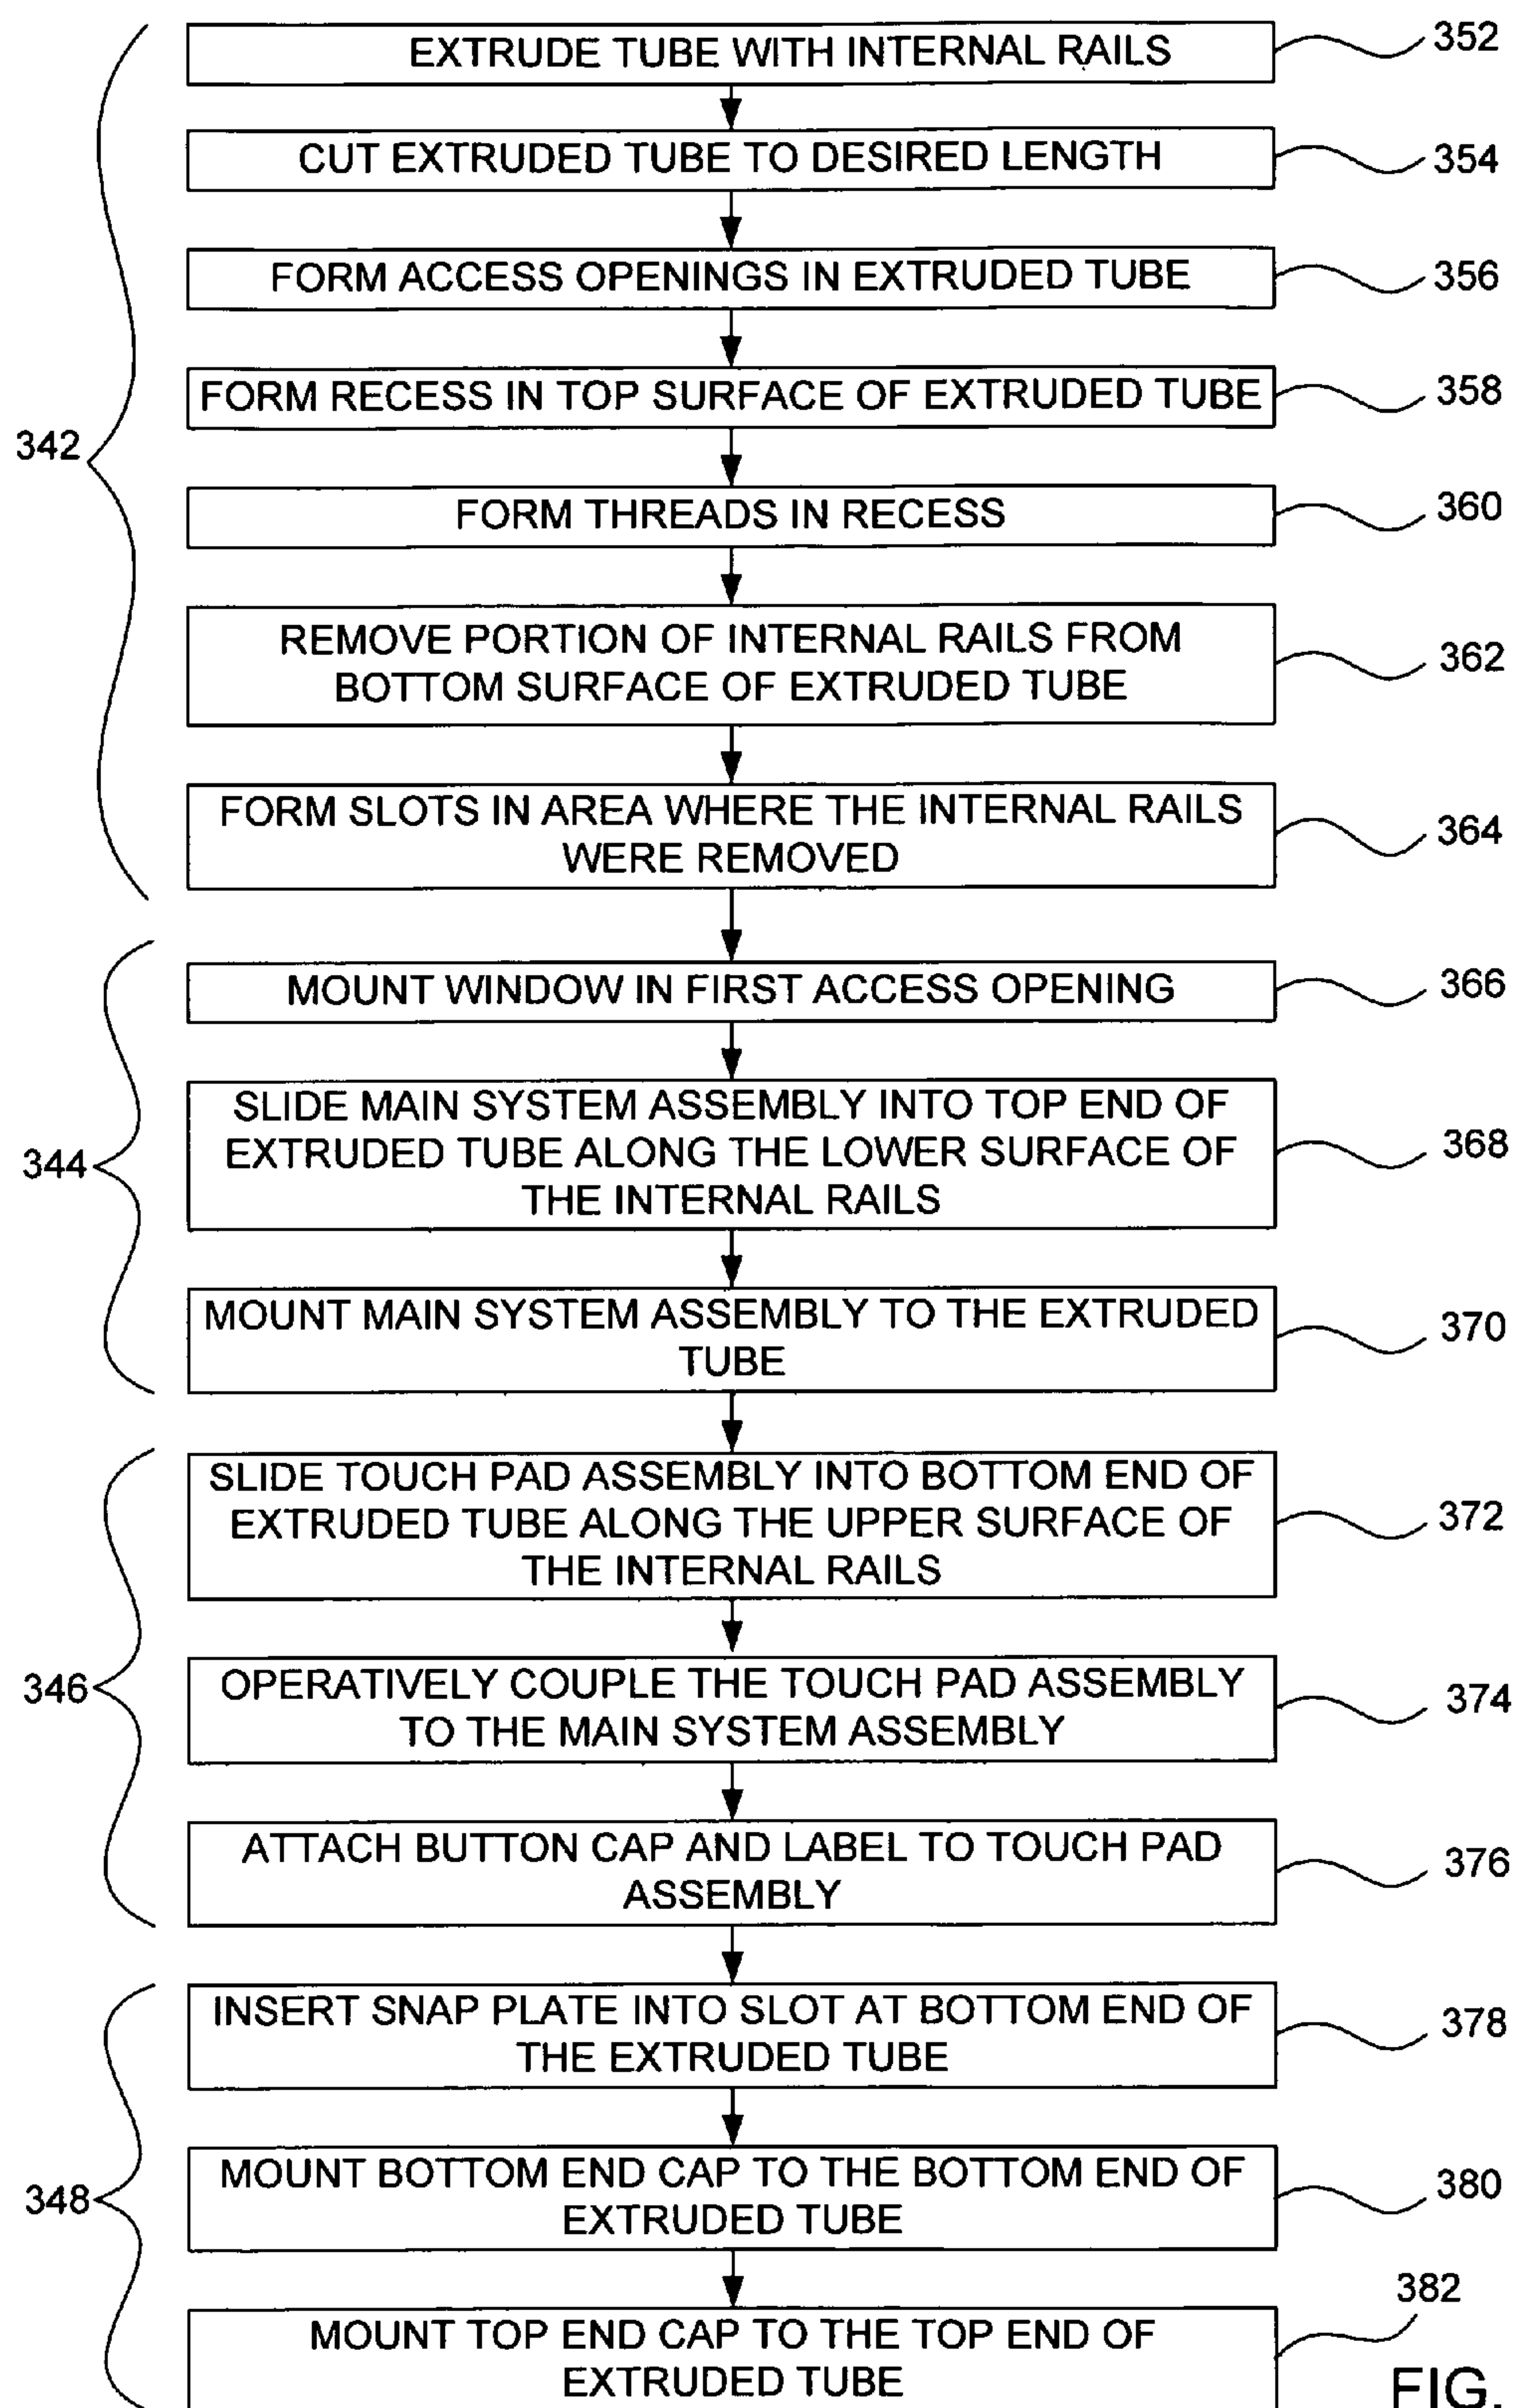 EXTRUDE TUBE WITH INTERNAL RAILS
352
CUT EXTRUDED TUBE TO DESIRED LENGTH
354
FORM ACCESS OPENINGS IN EXTRUDED TUBE
356
FORM RECESS IN TOP SURFACE OF EXTRUDED TUBE
358
342
FORM THREADS IN RECESS
360
REMOVE PORTION OF INTERNAL RAILS FROM
BOTTOM SURFACE OF EXTRUDED TUBE
362
FORM SLOTS IN AREA WHERE THE INTERNAL RAILS
WERE REMOVED
364
MOUNT WINDOW IN FIRST ACCESS OPENING
366
SLIDE MAIN SYSTEM ASSEMBLY INTO TOP END OF
EXTRUDED TUBE ALONG THE LOWER SURFACE OF
THE INTERNAL RAILS
368
344
MOUNT MAIN SYSTEM ASSEMBLY TO THE EXTRUDED
TUBE
370
SLIDE TOUCH PAD ASSEMBLY INTO BOTTOM END OF
EXTRUDED TUBE ALONG THE UPPER SURFACE OF
THE INTERNAL RAILS
372
346
OPERATIVELY COUPLE THE TOUCH PAD ASSEMBLY
TO THE MAIN SYSTEM ASSEMBLY
374
ATTACH BUTTON CAP AND LABEL TO TOUCH PAD
ASSEMBLY
376
INSERT SNAP PLATE INTO SLOT AT BOTTOM END OF
THE EXTRUDED TUBE
378
348
MOUNT BOTTOM END CAP TO THE BOTTOM END OF
EXTRUDED TUBE
380
MOUNT TOP END CAP TO THE TOP END OF
EXTRUDED TUBE
382
FIG.